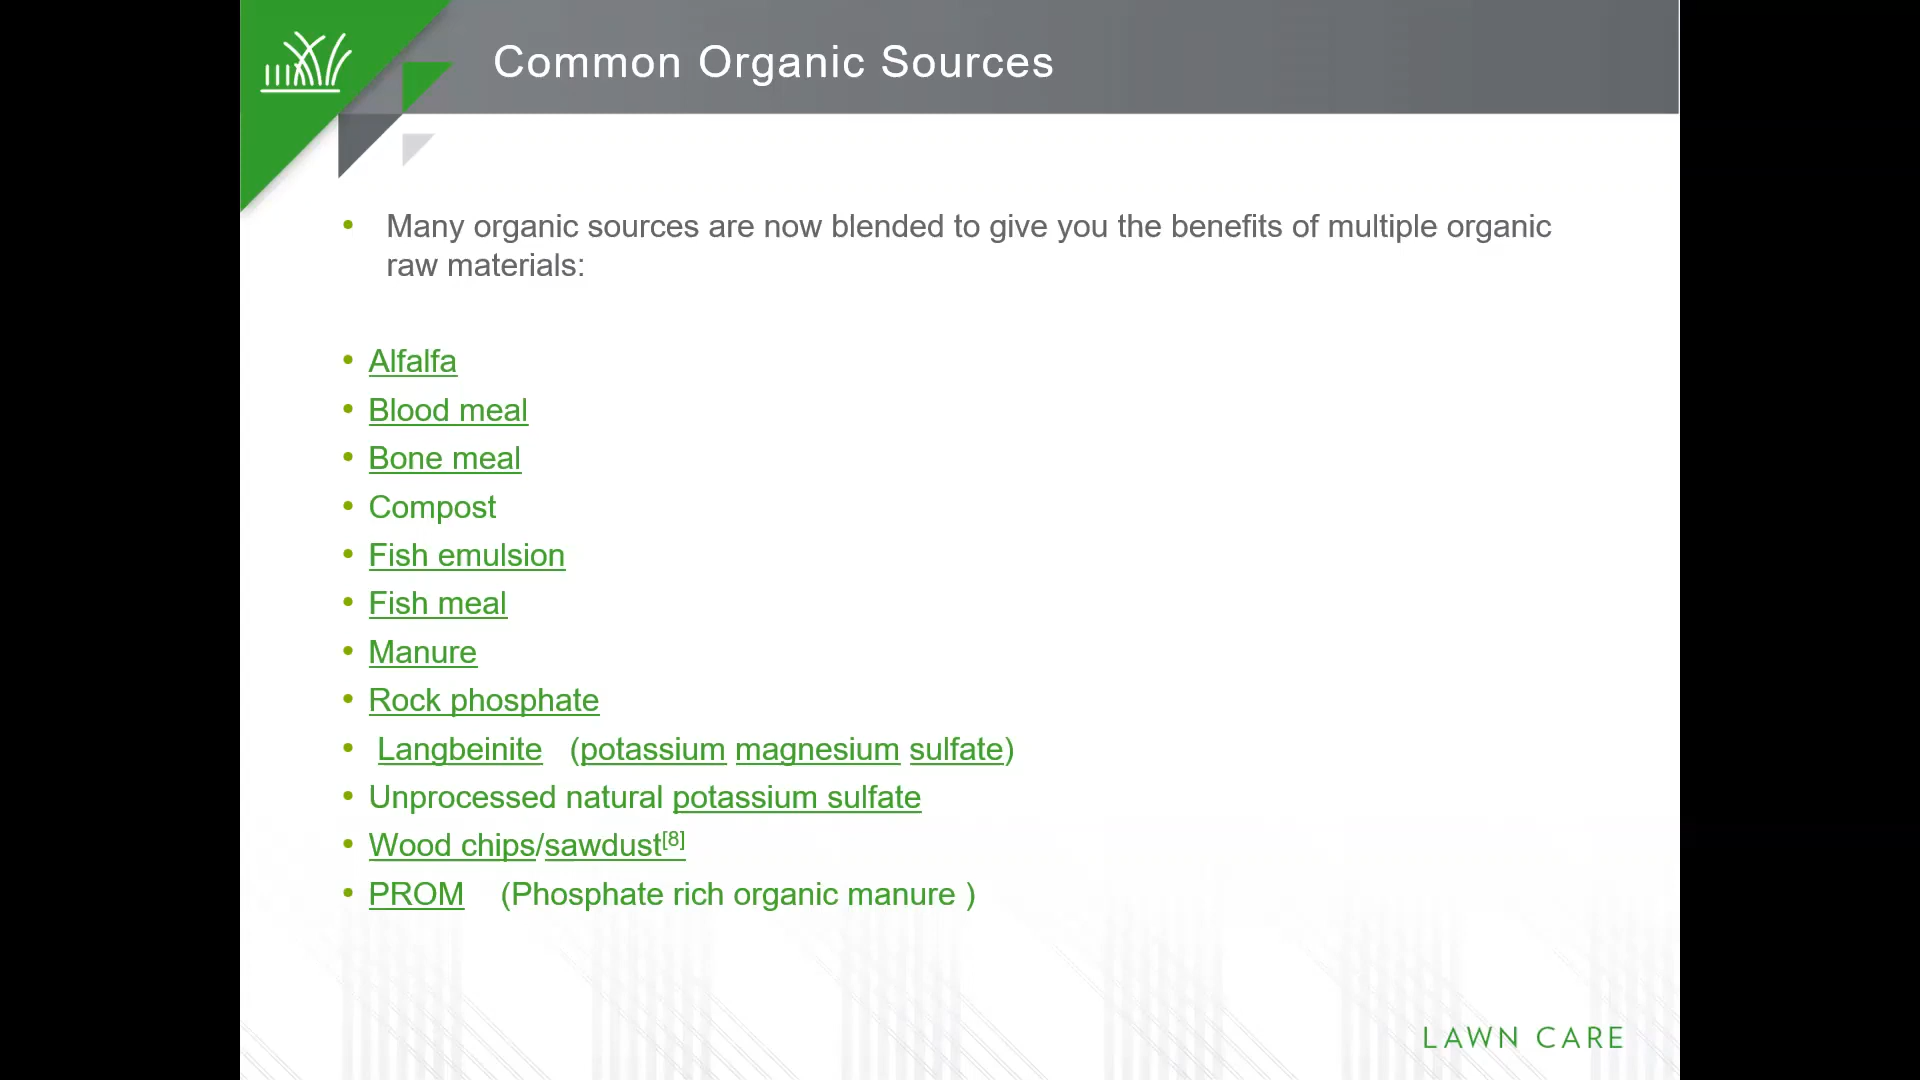 Common Organic Sources
• Many organic sources are now blended to give you the benefits of multiple organic
raw materials:
• Alfalfa
• Blood meal
• Bone meal
• Compost
• Fish emulsion
• Fish meal
• Manure
• Rock phosphate
• Langbeinite (potassium magnesium sulfate)
• Unprocessed natural potassium sulfate
• Wood chips/sawdust[8]
• PROM (Phosphate rich organic manure )
LAWN CARE